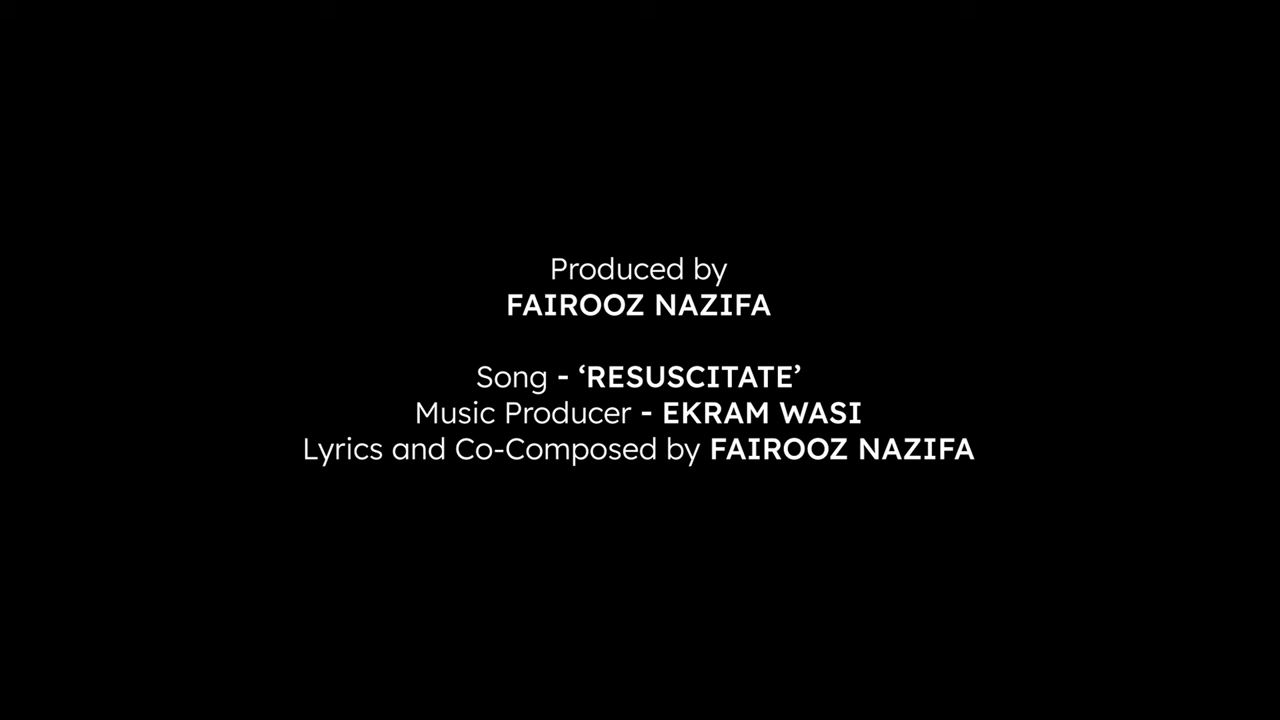 Produced by
FAIROOZ NAZIFA
Song - ‘RESUSCITATE’
Music Producer - EKRAM WASI
Lyrics and Co-Composed by FAIROOZ NAZIFA